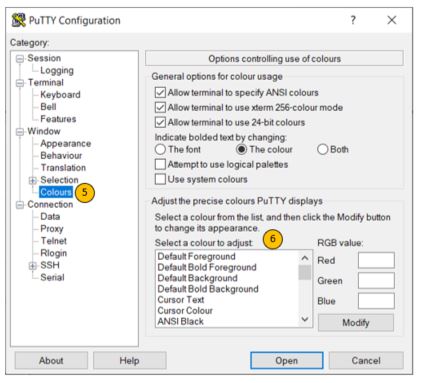 PuTTY Configuration
?
Category:
Session
Logging
Terminal
Keyboard
Bell
Features
Window
Appearance
Behaviour
Translation
Selection
Colours
5
Connection
Data
Proxy
Telnet
Rlogin
SSH
Serial
Options controlling use of colours
General options for colour usage
Allow terminal to specify ANSI colours
Allow terminal to use xterm 256-colour mode
Allow terminal to use 24-bit colours
Indicate bolded text by changing:
The font The colour Both
Attempt to use logical palettes
Use system colours
Adjust the precise colours PuTTY displays
Select a colour from the list, and then click the Modify button
to change its appearance.
Select a colour to adjust: 6 RGB value:
Default Foreground
Default Bold Foreground
Default Background
Default Bold Background
Cursor Text
Cursor Colour
ANSI Black
Red
Green
Blue
Modify
About Help Open Cancel